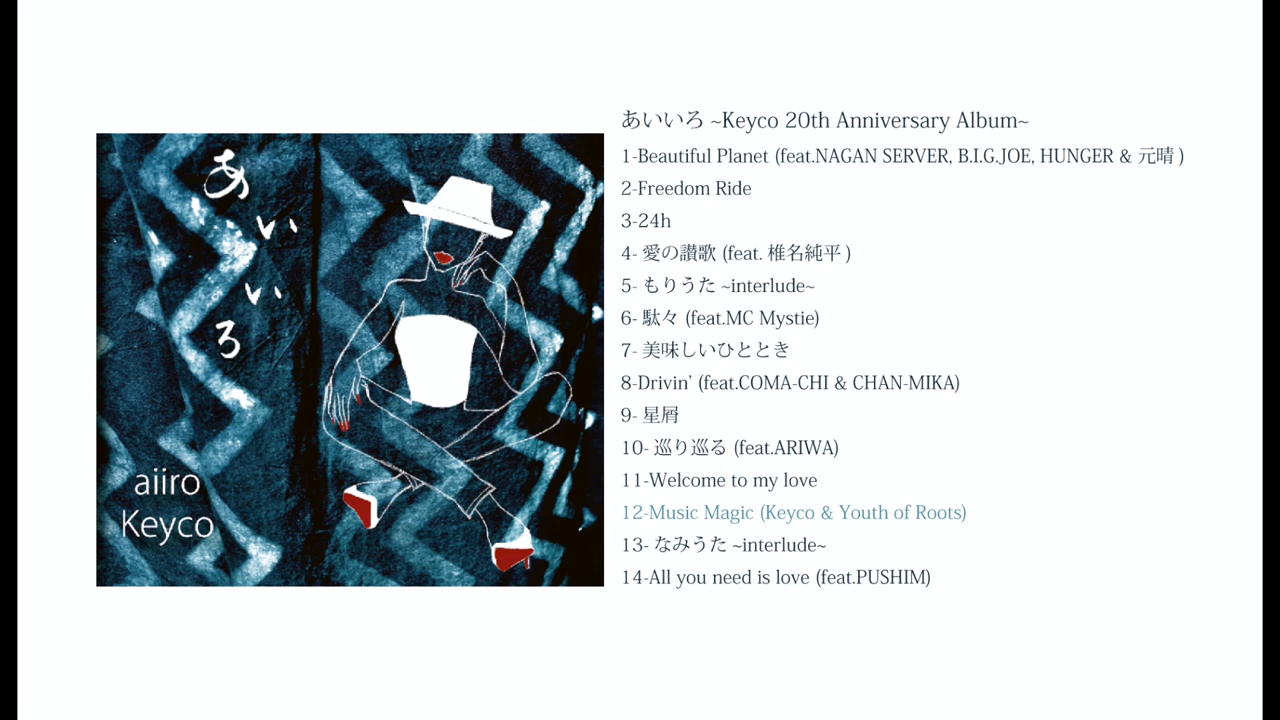 あ
い
い
ろ
aiiro
Keyco
あいいろ ~Keyco 20th Anniversary Album~
1-Beautiful Planet (feat.NAGAN SERVER, B.I.G.JOE, HUNGER & 元晴 )
2-Freedom Ride
3-24h
4- 愛の讃歌 (feat. 椎名純平 )
5- もりうた ~interlude~
6- 駄々 (feat.MC Mystie)
7- 美味しいひととき
8-Drivin’ (feat.COMA-CHI & CHAN-MIKA)
9- 星屑
10- 巡り巡る (feat.ARIWA)
11-Welcome to my love
12-Music Magic (Keyco & Youth of Roots)
13- なみうた ~interlude~
14-All you need is love (feat.PUSHIM)